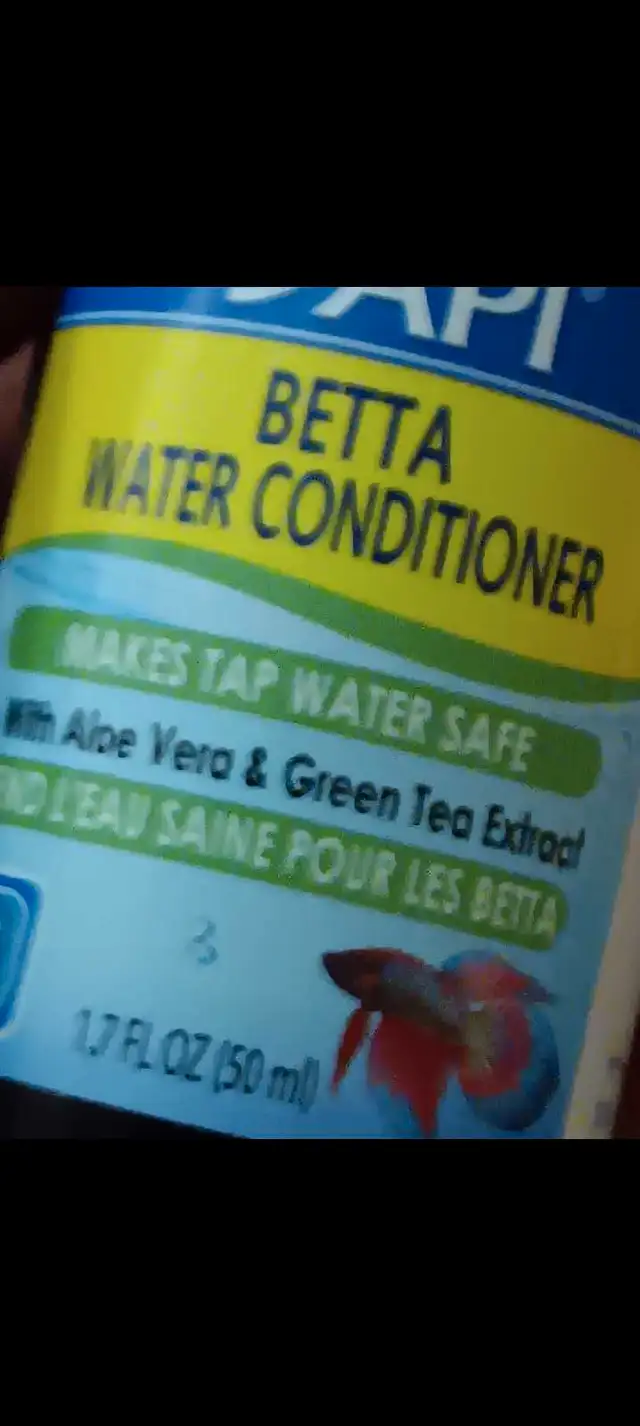 API
BETTA
WATER CONDITIONER
MAKES TAP WATER SAFE
With Aloe Vera & Green Tea Extract
L'EAU SAINE POUR LES BETTA
1.7 FL OZ (50 ml)